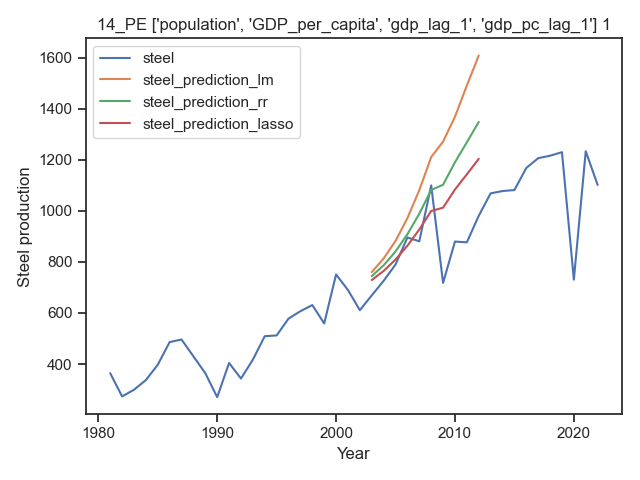 14_PE ['population', 'GDP_per_capita', 'gdp_lag_1', 'gdp_pc_lag_1'] 1
steel
steel_prediction_lm
steel_prediction_rr
steel_prediction_lasso
Steel production
1600
1400
1200
1000
800
600
400
1980
1990
2000
2010
2020
Year